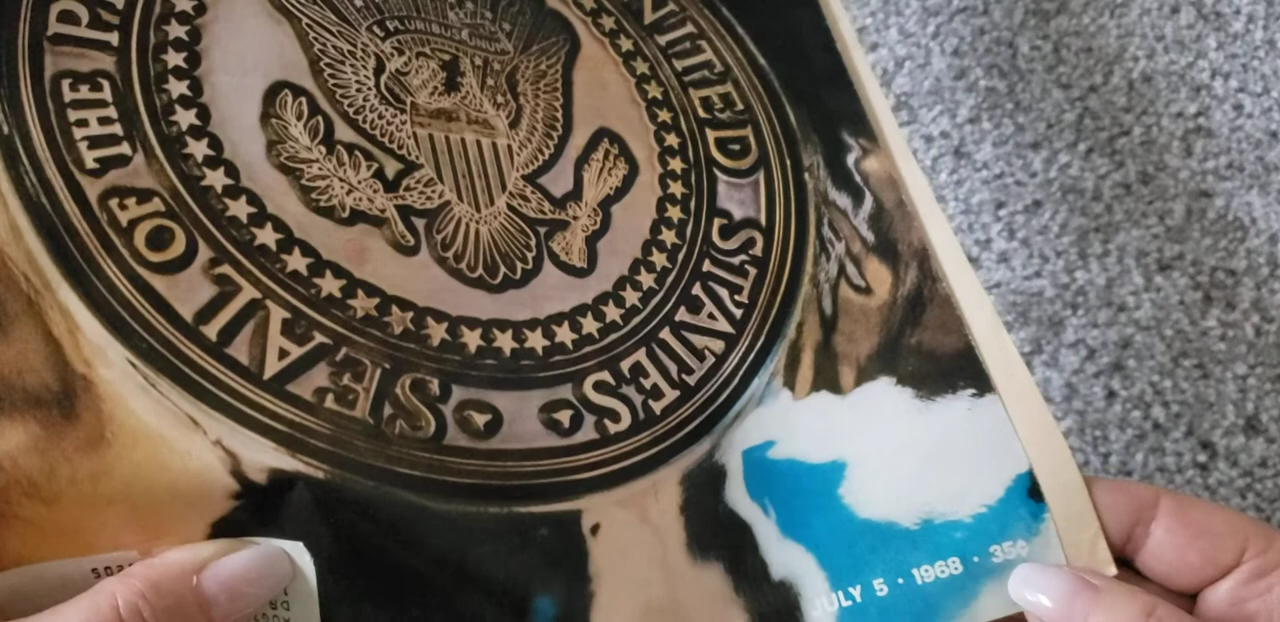 E PLURIBUS UNUM
SEAL OF THE
UNITED STATES
JULY 5 · 1968 · 35¢